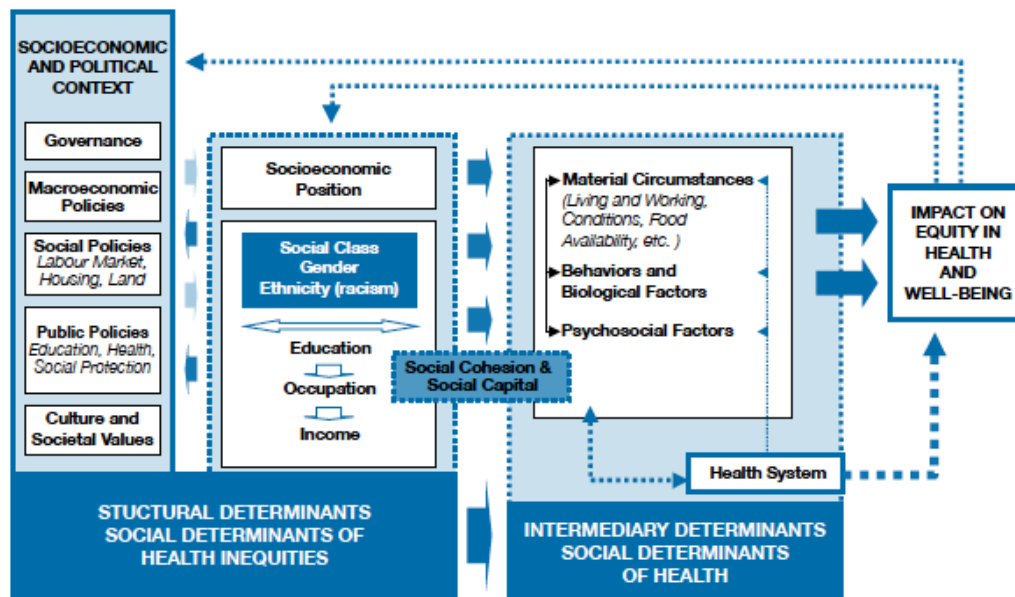 SOCIOECONOMIC
AND POLITICAL
CONTEXT
Governance
Macroeconomic
Policies
Social Policies
Labour Market,
Housing, Land
Public Policies
Education, Health,
Social Protection
Culture and
Societal Values
Socioeconomic
Position
Social Class
Gender
Ethnicity (racism)
Education
Occupation
Income
Social Cohesion &
Social Capital
Material Circumstances
(Living and Working,
Conditions, Food
Availability, etc. )
Behaviors and
Biological Factors
Psychosocial Factors
Health System
IMPACT ON
EQUITY IN
HEALTH
AND
WELL-BEING
STUCTURAL DETERMINANTS
SOCIAL DETERMINANTS OF
HEALTH INEQUITIES
INTERMEDIARY DETERMINANTS
SOCIAL DETERMINANTS
OF HEALTH